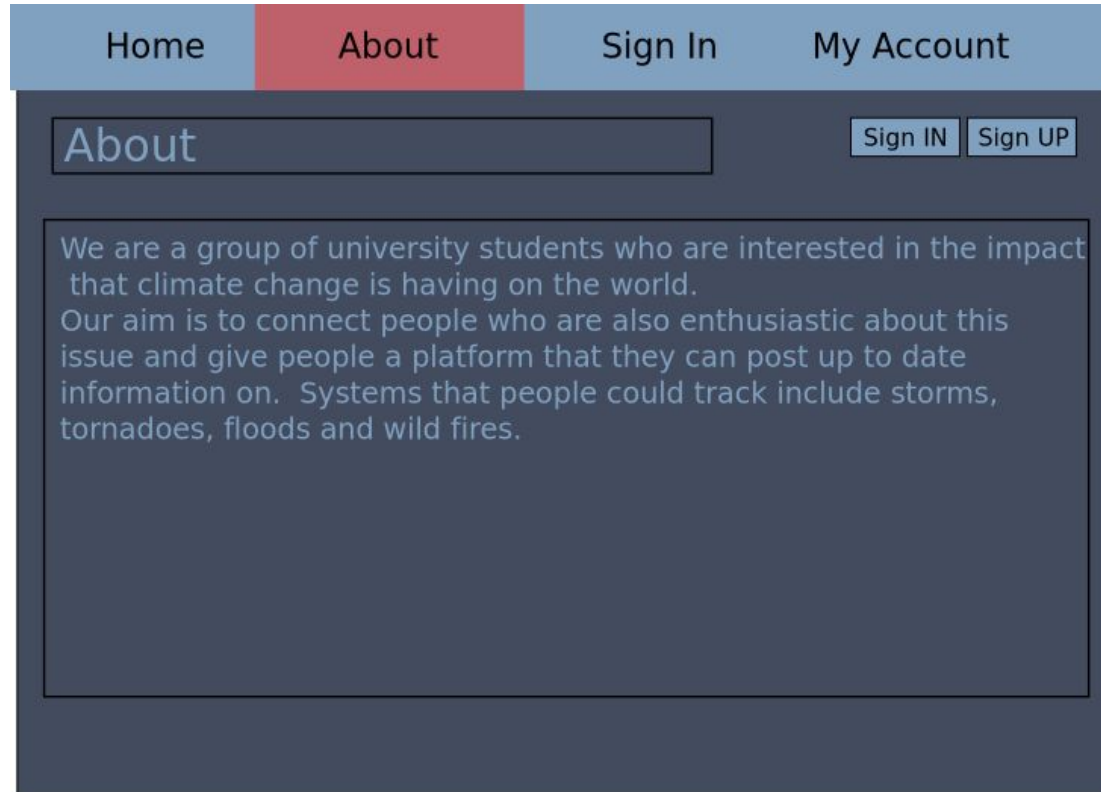 Home About Sign In My Account
About
Sign IN Sign UP
We are a group of university students who are interested in the impact
that climate change is having on the world.
Our aim is to connect people who are also enthusiastic about this
issue and give people a platform that they can post up to date
information on.  Systems that people could track include storms,
tornadoes, floods and wild fires.